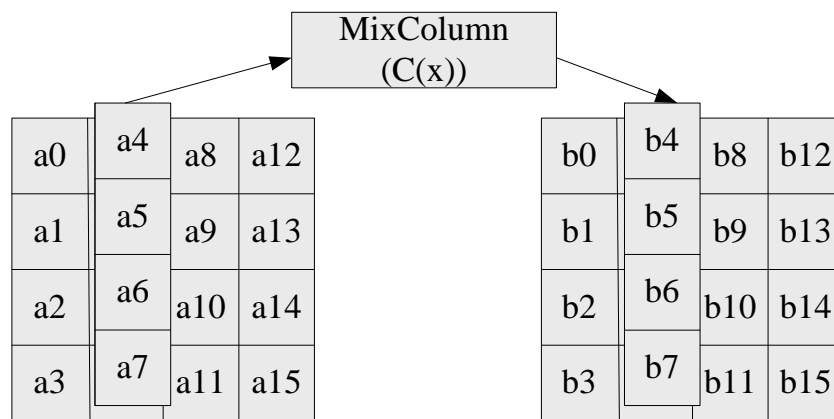 MixColumn
(C(x))
a0 a4 a8 a12
a1 a5 a9 a13
a2 a6 a10 a14
a3 a7 a11 a15
b0 b4 b8 b12
b1 b5 b9 b13
b2 b6 b10 b14
b3 b7 b11 b15